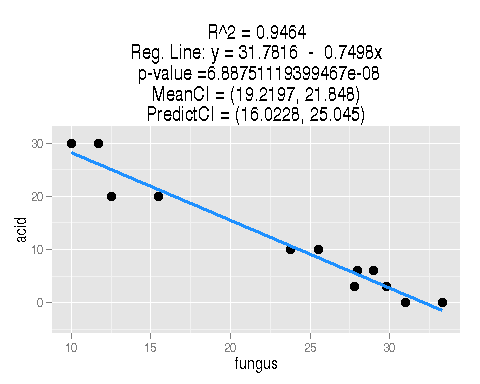 R^2 = 0.9464
Reg. Line: y = 31.7816 - 0.7498x
p-value =6.88751119399467e-08
MeanCI = (19.2197, 21.848)
PredictCI = (16.0228, 25.045)
30
20
10
0
acid
10 15 20 25 30
fungus